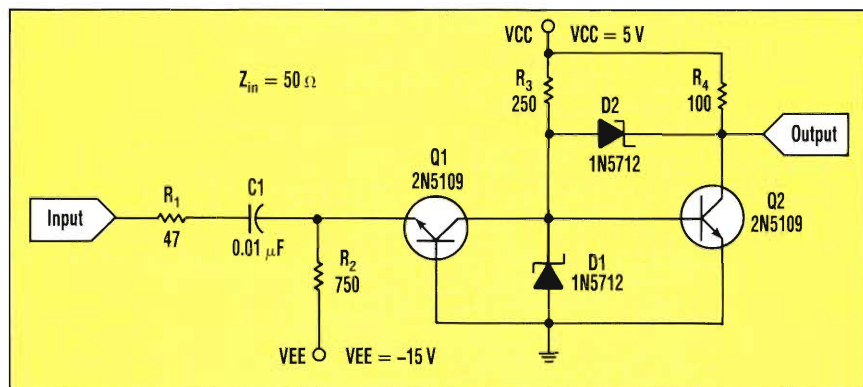 VCC VCC = 5 V
Zin = 50 Ω
R3
250
R4
100
D2
1N5712
Output
Q1
2N5109
Input
R1
47
C1
0.01 μF
R2
750
D1
1N5712
Q2
2N5109
VEE VEE = –15 V